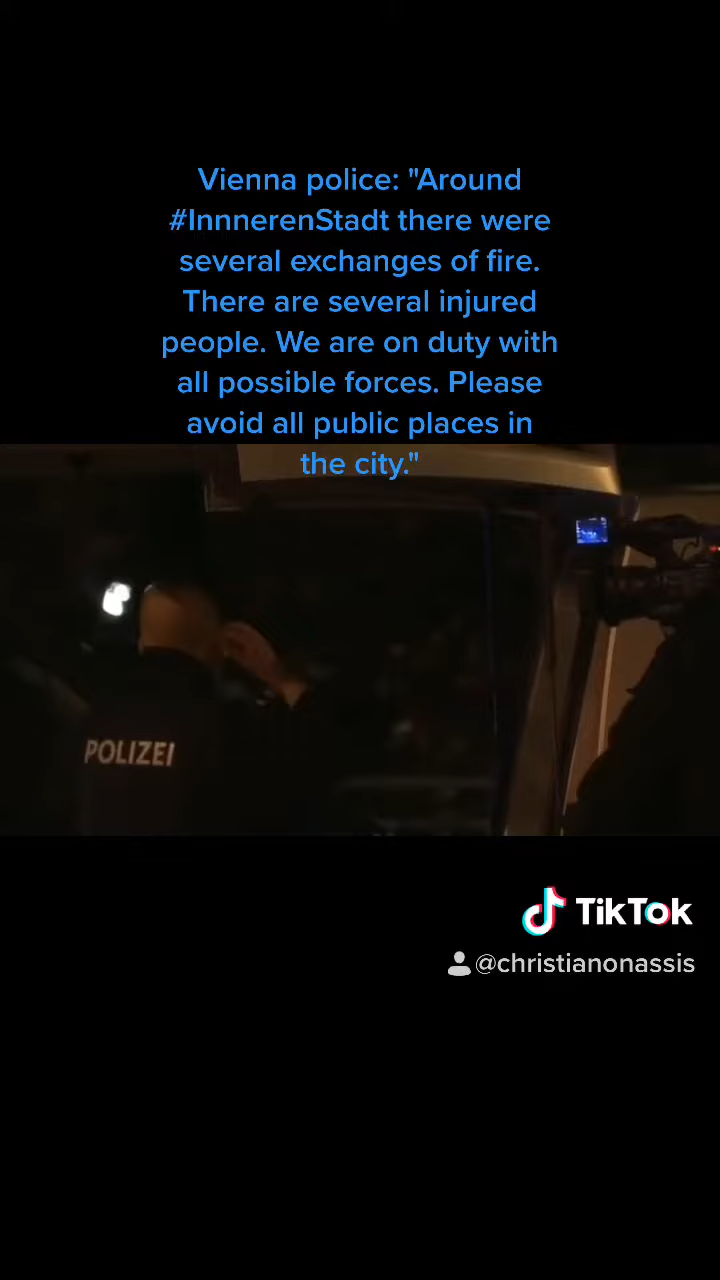 Vienna police: "Around
#InnnerenStadt there were
several exchanges of fire.
There are several injured
people. We are on duty with
all possible forces. Please
avoid all public places in
the city."
POLIZEI
TikTok
@christianonassis